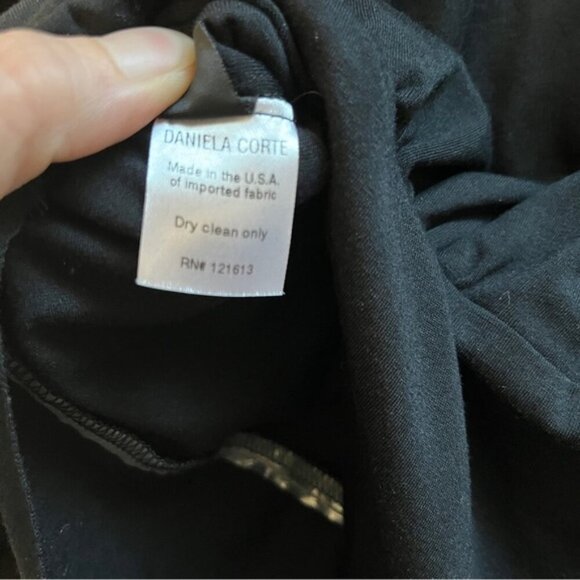 DANIELA CORTE
Made in the U.S.A.
of imported fabric
Dry clean only
RN# 121613